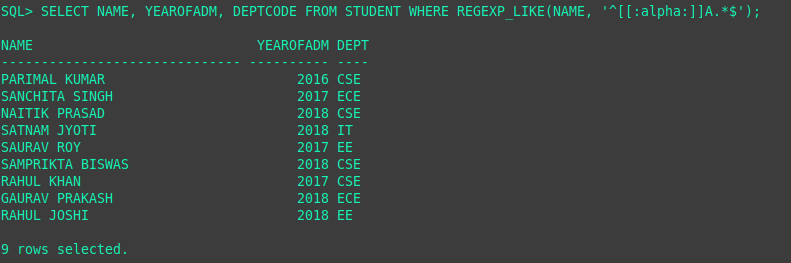 SQL> SELECT NAME, YEAROFADM, DEPTCODE FROM STUDENT WHERE REGEXP_LIKE(NAME, '^[[:alpha:]]A.*$');
NAME                            YEAROFADM DEPT
------------------------------ ---------- ----
PARIMAL KUMAR                        2016 CSE
SANCHITA SINGH                       2017 ECE
NAITIK PRASAD                        2018 CSE
SATNAM JYOTI                         2018 IT
SAURAV ROY                           2017 EE
SAMPRIKTA BISWAS                     2018 CSE
RAHUL KHAN                           2017 CSE
GAURAV PRAKASH                       2018 ECE
RAHUL JOSHI                          2018 EE
9 rows selected.